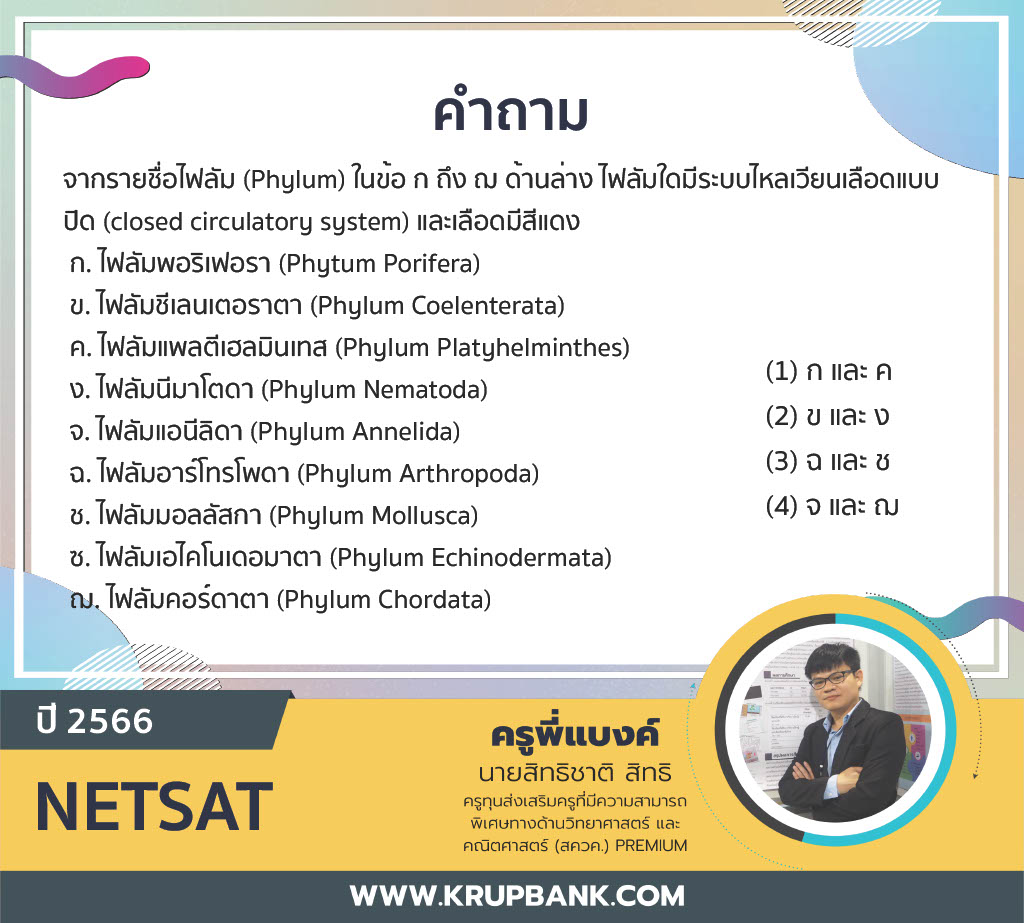 คำถาม
จากรายชื่อไฟลัม (Phylum) ในข้อ ก ถึง ฌ ด้านล่าง ไฟลัมใดมีระบบไหลเวียนเลือดแบบ
ปิด (closed circulatory system) และเลือดมีสีแดง
ก. ไฟลัมพอริเฟอรา (Phytum Porifera)
ข. ไฟลัมซีเลนเตอราตา (Phylum Coelenterata)
ค. ไฟลัมแพลตีเฮลมินเทส (Phylum Platyhelminthes)
ง. ไฟลัมนีมาโตดา (Phylum Nematoda)
จ. ไฟลัมแอนีลิดา (Phylum Annelida)
ฉ. ไฟลัมอาร์โทรโพดา (Phylum Arthropoda)
ช. ไฟลัมมอลลัสกา (Phylum Mollusca)
ซ. ไฟลัมเอไคโนเดอมาตา (Phylum Echinodermata)
ฌ. ไฟลัมคอร์ดาตา (Phylum Chordata)
(1) ก และ ค
(2) ข และ ง
(3) ฉ และ ช
(4) จ และ ฌ
ปี 2566
NETSAT
ครูพี่แบงค์
นายสิทธิชาติ สิทธิ
ครูทุนส่งเสริมครูที่มีความสามารถ
พิเศษทางด้านวิทยาศาสตร์ และ
คณิตศาสตร์ (สควค.) PREMIUM
WWW.KRUPBANK.COM